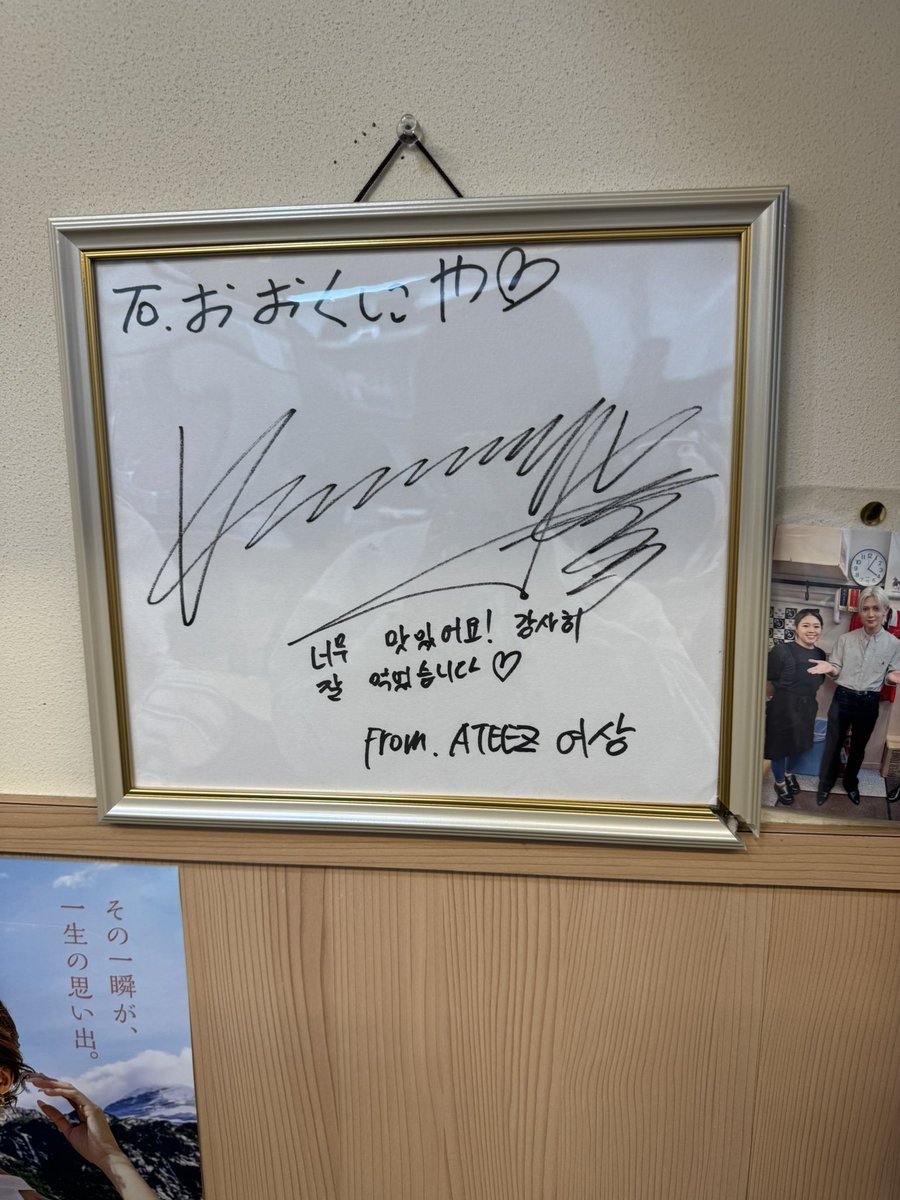 To. おおくにや♡
너무 맛있어요! 감사히
잘 먹었습니다♡
From. ATEEZ 여상
その一瞬が、
一生の思い出。